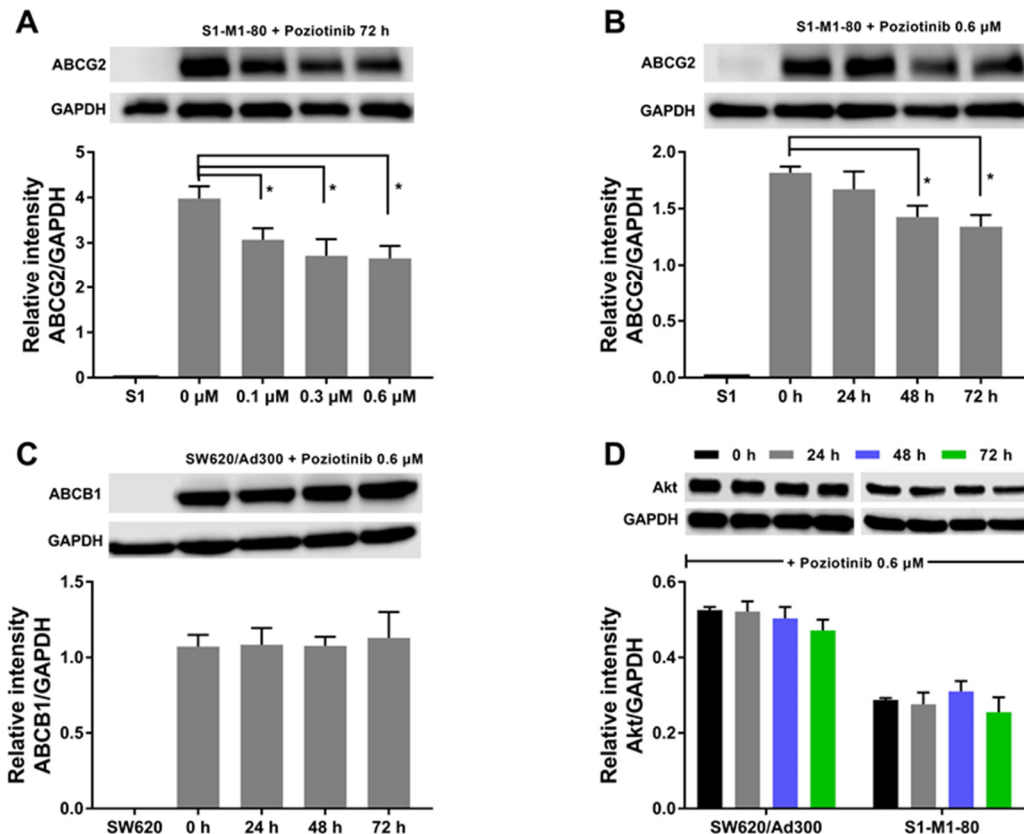 A
S1-M1-80 + Poziotinib 72 h
ABCG2
GAPDH
Relative intensity
ABCG2/GAPDH
5
4
3
2
1
0
* * *
S1 0 µM 0.1 µM 0.3 µM 0.6 µM
B
S1-M1-80 + Poziotinib 0.6 µM
ABCG2
GAPDH
Relative intensity
ABCG2/GAPDH
2.0
1.5
1.0
0.5
0.0
* *
S1 0 h 24 h 48 h 72 h
C
SW620/Ad300 + Poziotinib 0.6 µM
ABCB1
GAPDH
Relative intensity
ABCB1/GAPDH
1.5
1.0
0.5
0.0
SW620 0 h 24 h 48 h 72 h
D
0 h 24 h 48 h 72 h
Akt
GAPDH
+ Poziotinib 0.6 µM
Relative intensity
Akt/GAPDH
0.6
0.4
0.2
0.0
SW620/Ad300 S1-M1-80